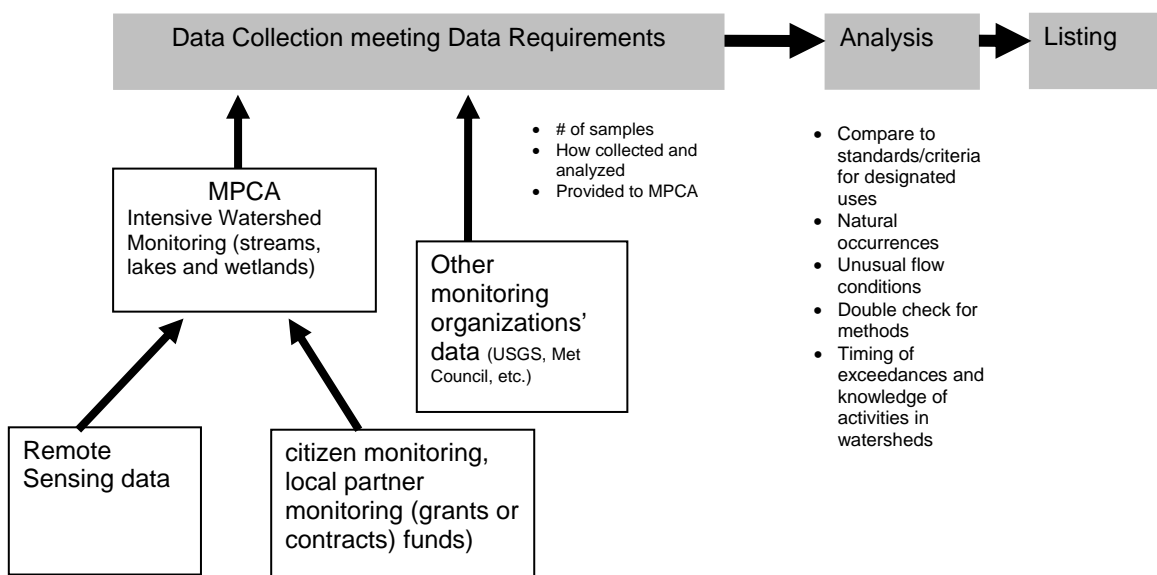 Data Collection meeting Data Requirements
Analysis
Listing
• # of samples
• How collected and
analyzed
• Provided to MPCA
• Compare to
standards/criteria
for designated
uses
• Natural
occurrences
• Unusual flow
conditions
• Double check for
methods
• Timing of
exceedances and
knowledge of
activities in
watersheds
MPCA
Intensive Watershed
Monitoring (streams,
lakes and wetlands)
Other
monitoring
organizations’
data (USGS, Met
Council, etc.)
Remote
Sensing data
citizen monitoring,
local partner
monitoring (grants or
contracts) funds)